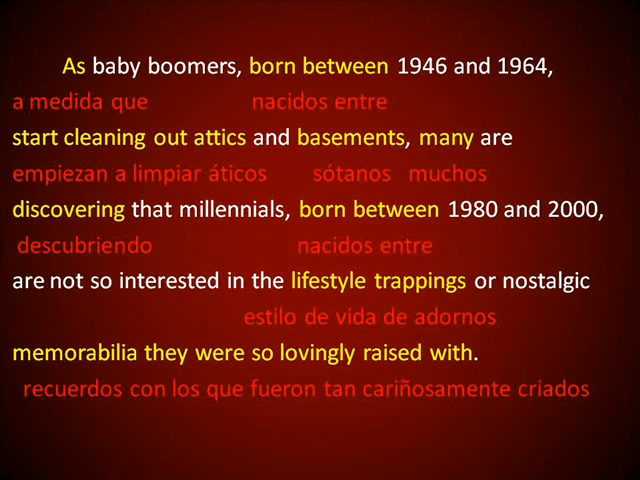 As baby boomers, born between 1946 and 1964,
a medida que nacidos entre
start cleaning out attics and basements, many are
empiezan a limpiar áticos sótanos muchos
discovering that millennials, born between 1980 and 2000,
descubriendo nacidos entre
are not so interested in the lifestyle trappings or nostalgic
estilo de vida de adornos
memorabilia they were so lovingly raised with.
recuerdos con los que fueron tan cariñosamente criados